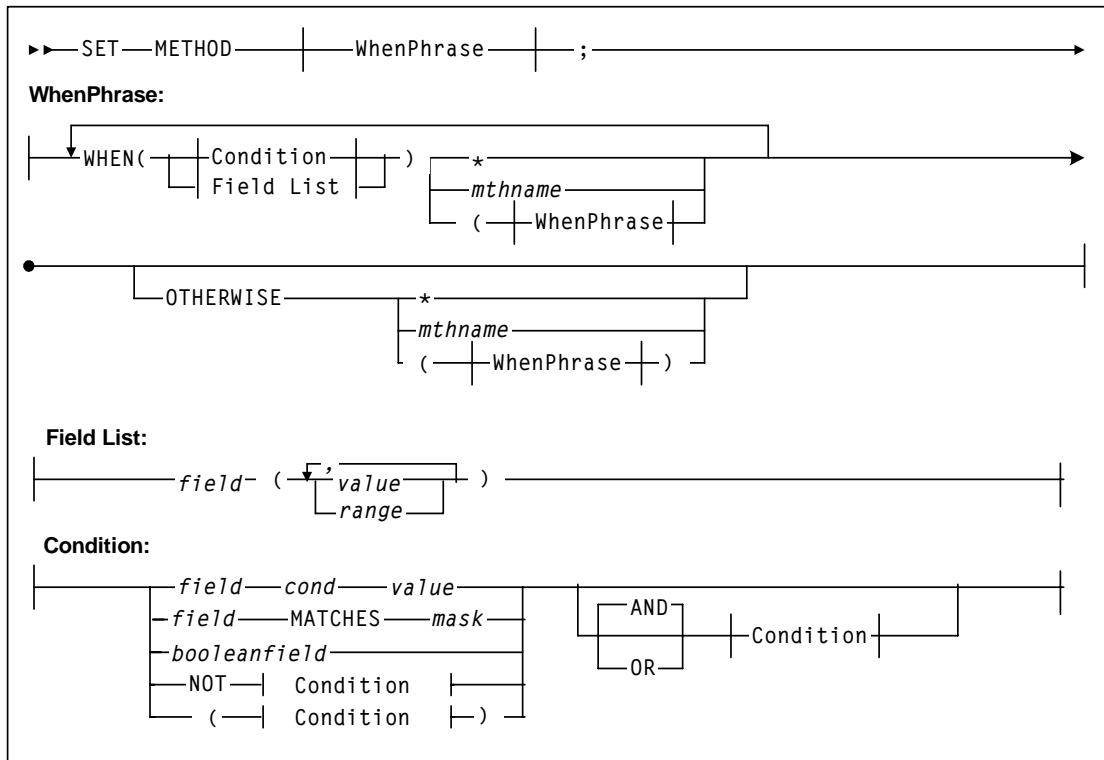 SET METHOD WhenPhrase ;
WhenPhrase:
WHEN( Condition ) *
Field List mthname
( WhenPhrase
OTHERWISE *
mthname
( WhenPhrase )
Field List:
,
field ( value )
range
Condition:
field cond value AND
field MATCHES mask Condition
booleanfield OR
NOT Condition
( Condition )